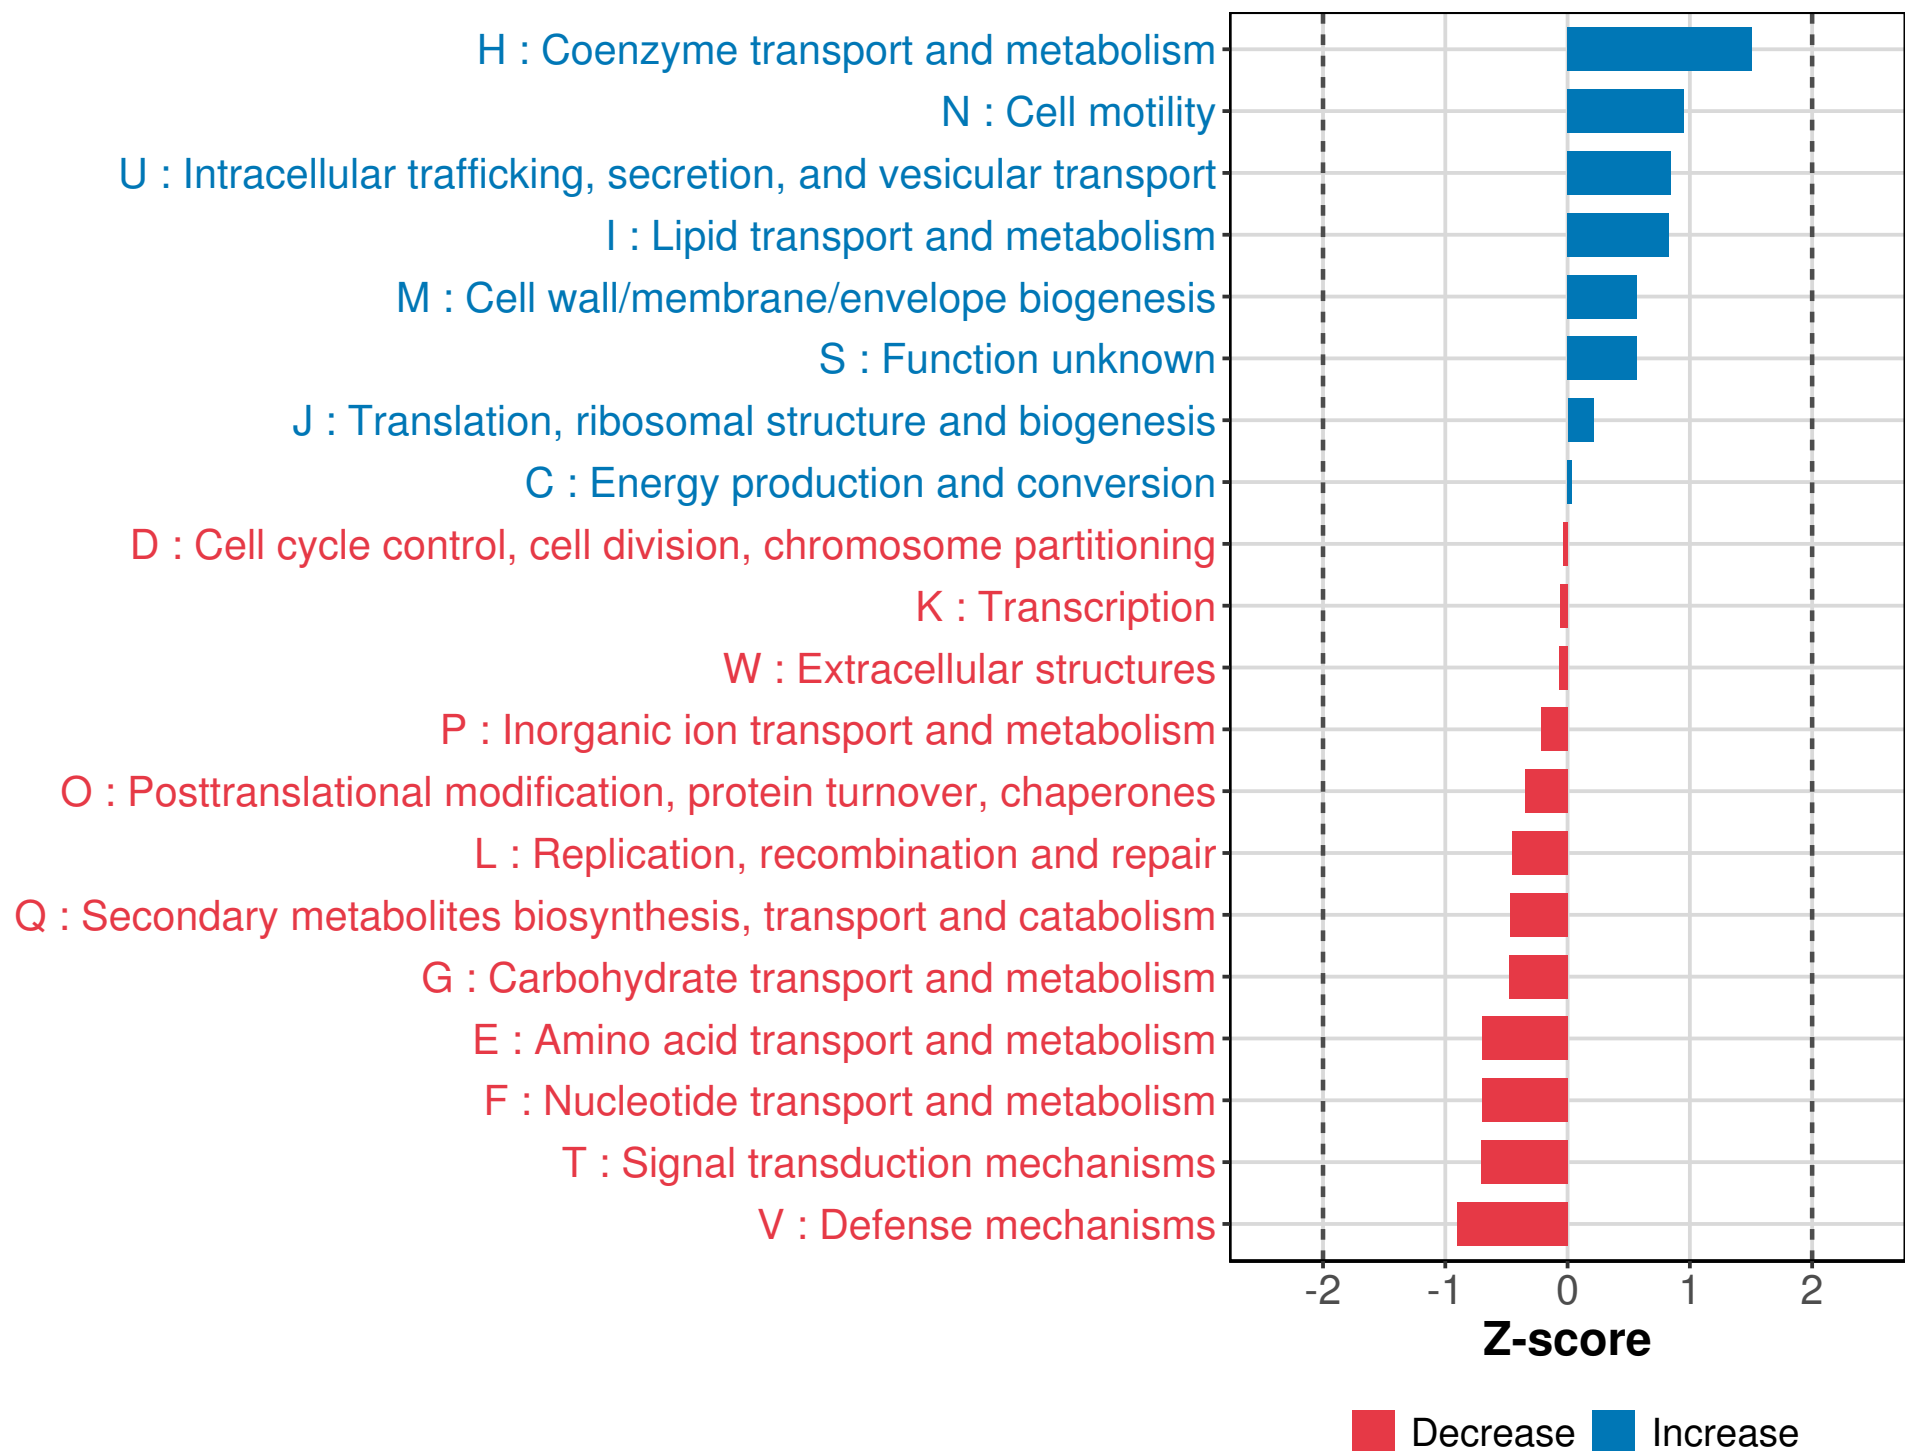 H : Coenzyme transport and metabolism
N : Cell motility
U : Intracellular trafficking, secretion, and vesicular transport
I : Lipid transport and metabolism
M : Cell wall/membrane/envelope biogenesis
S : Function unknown
J : Translation, ribosomal structure and biogenesis
C : Energy production and conversion
D : Cell cycle control, cell division, chromosome partitioning
K : Transcription
W : Extracellular structures
P : Inorganic ion transport and metabolism
O : Posttranslational modification, protein turnover, chaperones
L : Replication, recombination and repair
Q : Secondary metabolites biosynthesis, transport and catabolism
G : Carbohydrate transport and metabolism
E : Amino acid transport and metabolism
F : Nucleotide transport and metabolism
T : Signal transduction mechanisms
V : Defense mechanisms
-2 -1 0 1 2
Z-score
Decrease Increase